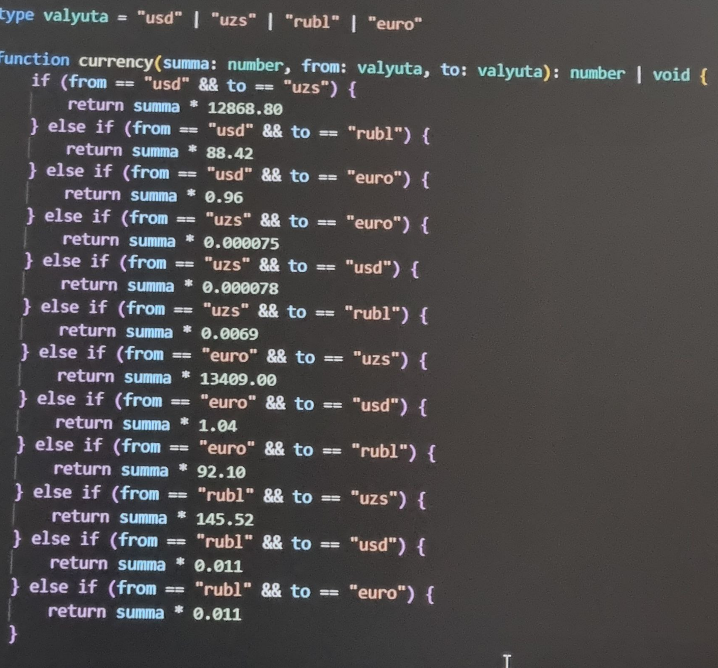 type valyuta = "usd" | "uzs" | "rubl" | "euro"
function currency(summa: number, from: valyuta, to: valyuta): number | void {
if (from == "usd" && to == "uzs") {
return summa * 12868.80
} else if (from == "usd" && to == "rubl") {
return summa * 88.42
} else if (from == "usd" && to == "euro") {
return summa * 0.96
} else if (from == "uzs" && to == "euro") {
return summa * 0.000075
} else if (from == "uzs" && to == "usd") {
return summa * 0.000078
} else if (from == "uzs" && to == "rubl") {
return summa * 0.0069
} else if (from == "euro" && to == "uzs") {
return summa * 13409.00
} else if (from == "euro" && to == "usd") {
return summa * 1.04
} else if (from == "euro" && to == "rubl") {
return summa * 92.10
} else if (from == "rubl" && to == "uzs") {
return summa * 145.52
} else if (from == "rubl" && to == "usd") {
return summa * 0.011
} else if (from == "rubl" && to == "euro") {
return summa * 0.011
}